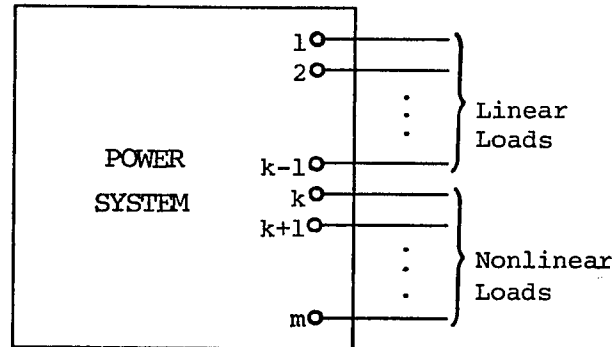 1
2
Linear
Loads
POWER
SYSTEM
k-1
k
k+1
Nonlinear
Loads
m